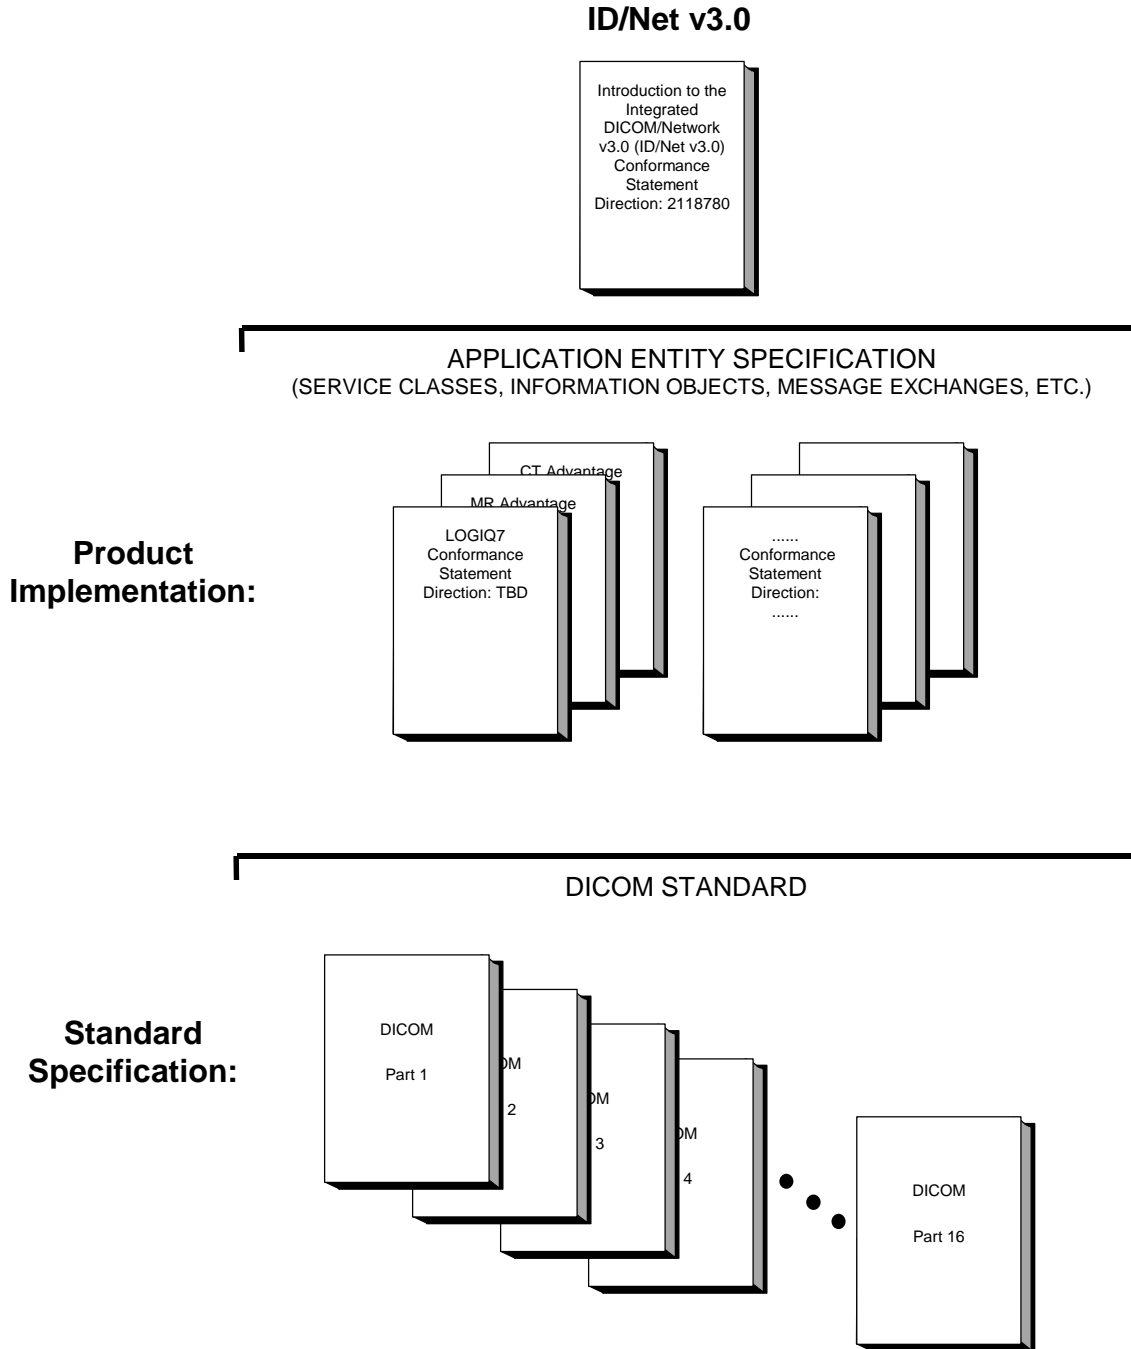 ID/Net v3.0
Introduction to the
Integrated
DICOM/Network
v3.0 (ID/Net v3.0)
Conformance
Statement
Direction: 2118780
APPLICATION ENTITY SPECIFICATION
(SERVICE CLASSES, INFORMATION OBJECTS, MESSAGE EXCHANGES, ETC.)
Product
Implementation:
CT Advantage
MR Advantage
LOGIQ7
Conformance
Statement
Direction: TBD
......
Conformance
Statement
Direction:
......
DICOM STANDARD
Standard
Specification:
DICOM
Part 1
OM
2
OM
3
OM
4
DICOM
Part 16